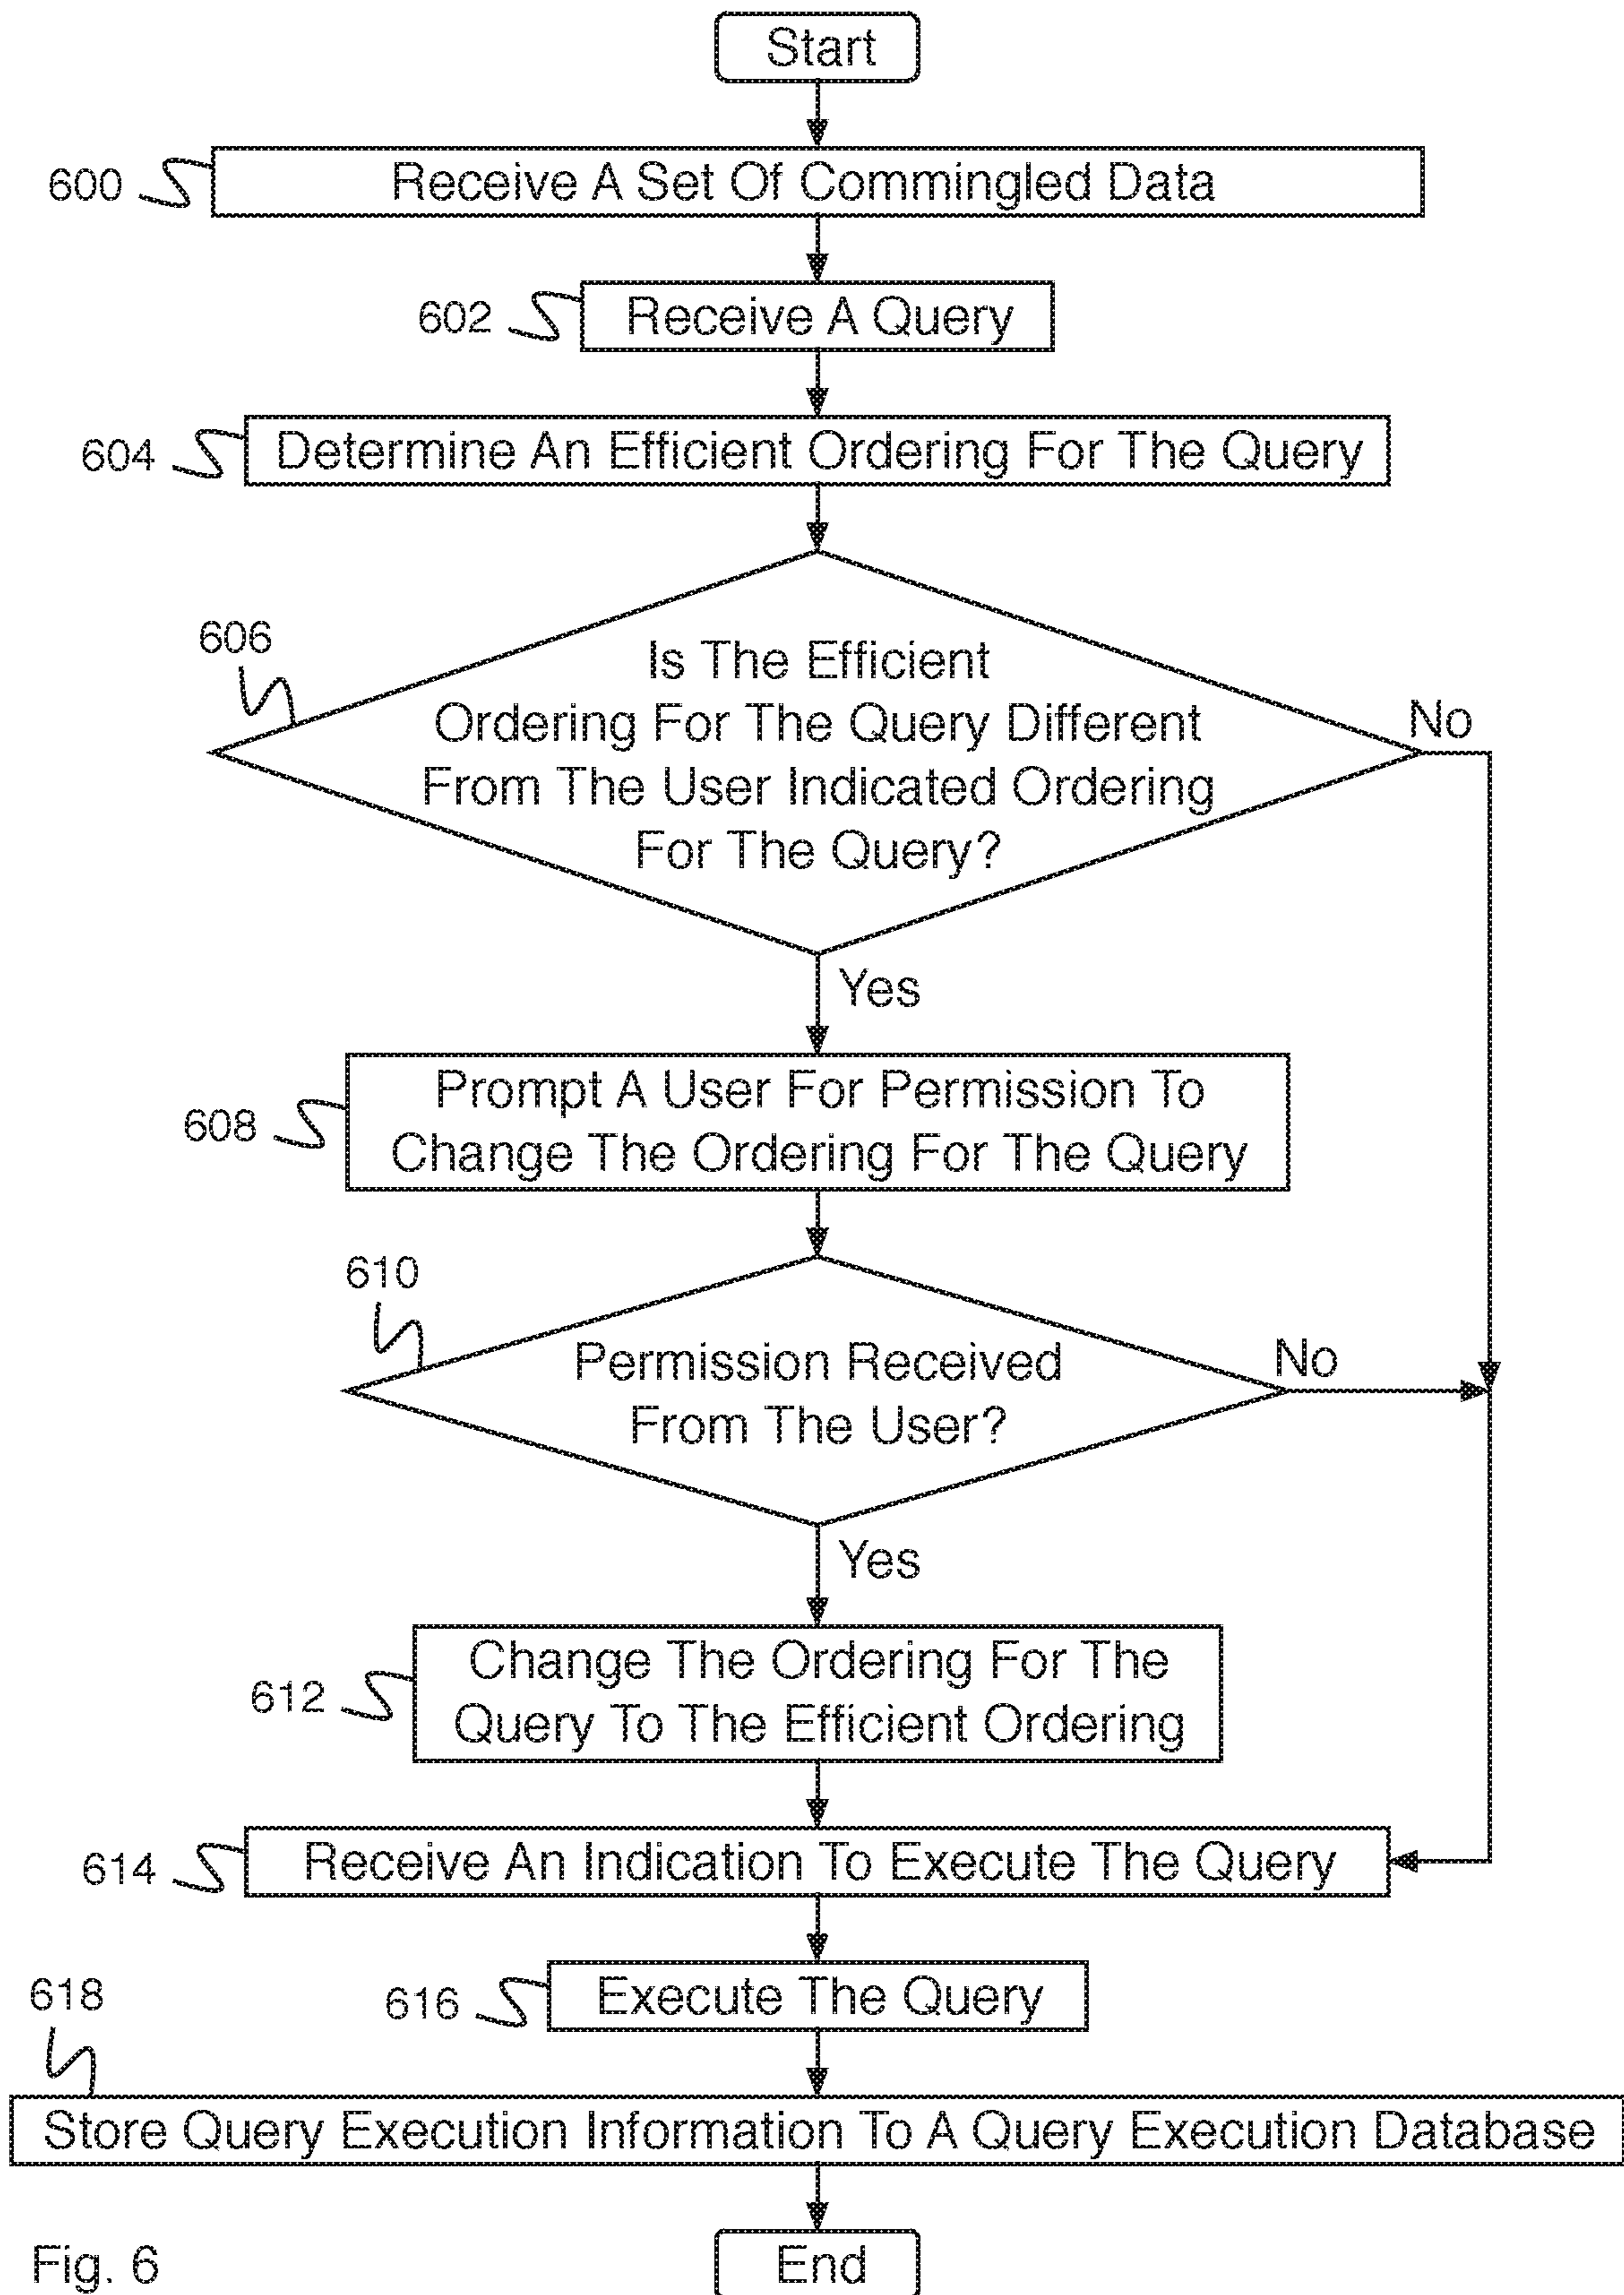 Start
600
Receive A Set Of Commingled Data
602
Receive A Query
604
Determine An Efficient Ordering For The Query
606
Is The Efficient
Ordering For The Query Different
From The User Indicated Ordering
For The Query?
No
Yes
608
Prompt A User For Permission To
Change The Ordering For The Query
610
Permission Received
From The User?
No
Yes
612
Change The Ordering For The
Query To The Efficient Ordering
614
Receive An Indication To Execute The Query
616
Execute The Query
618
Store Query Execution Information To A Query Execution Database
End
Fig. 6